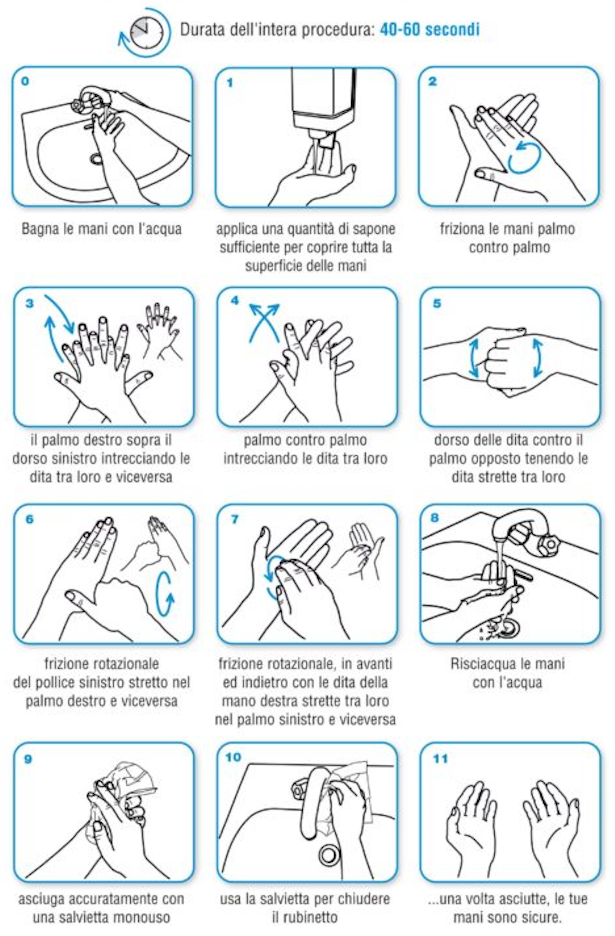 Durata dell'intera procedura: 40-60 secondi
0
Bagna le mani con l'acqua
1
applica una quantità di sapone
sufficiente per coprire tutta la
superficie delle mani
2
friziona le mani palmo
contro palmo
3
il palmo destro sopra il
dorso sinistro intrecciando le
dita tra loro e viceversa
4
palmo contro palmo
intrecciando le dita tra loro
5
dorso delle dita contro il
palmo opposto tenendo le
dita strette tra loro
6
frizione rotazionale
del pollice sinistro stretto nel
palmo destro e viceversa
7
frizione rotazionale, in avanti
ed indietro con le dita della
mano destra strette tra loro
nel palmo sinistro e viceversa
8
Risciacqua le mani
con l'acqua
9
asciuga accuratamente con
una salvietta monouso
10
usa la salvietta per chiudere
il rubinetto
11
...una volta asciutte, le tue
mani sono sicure.